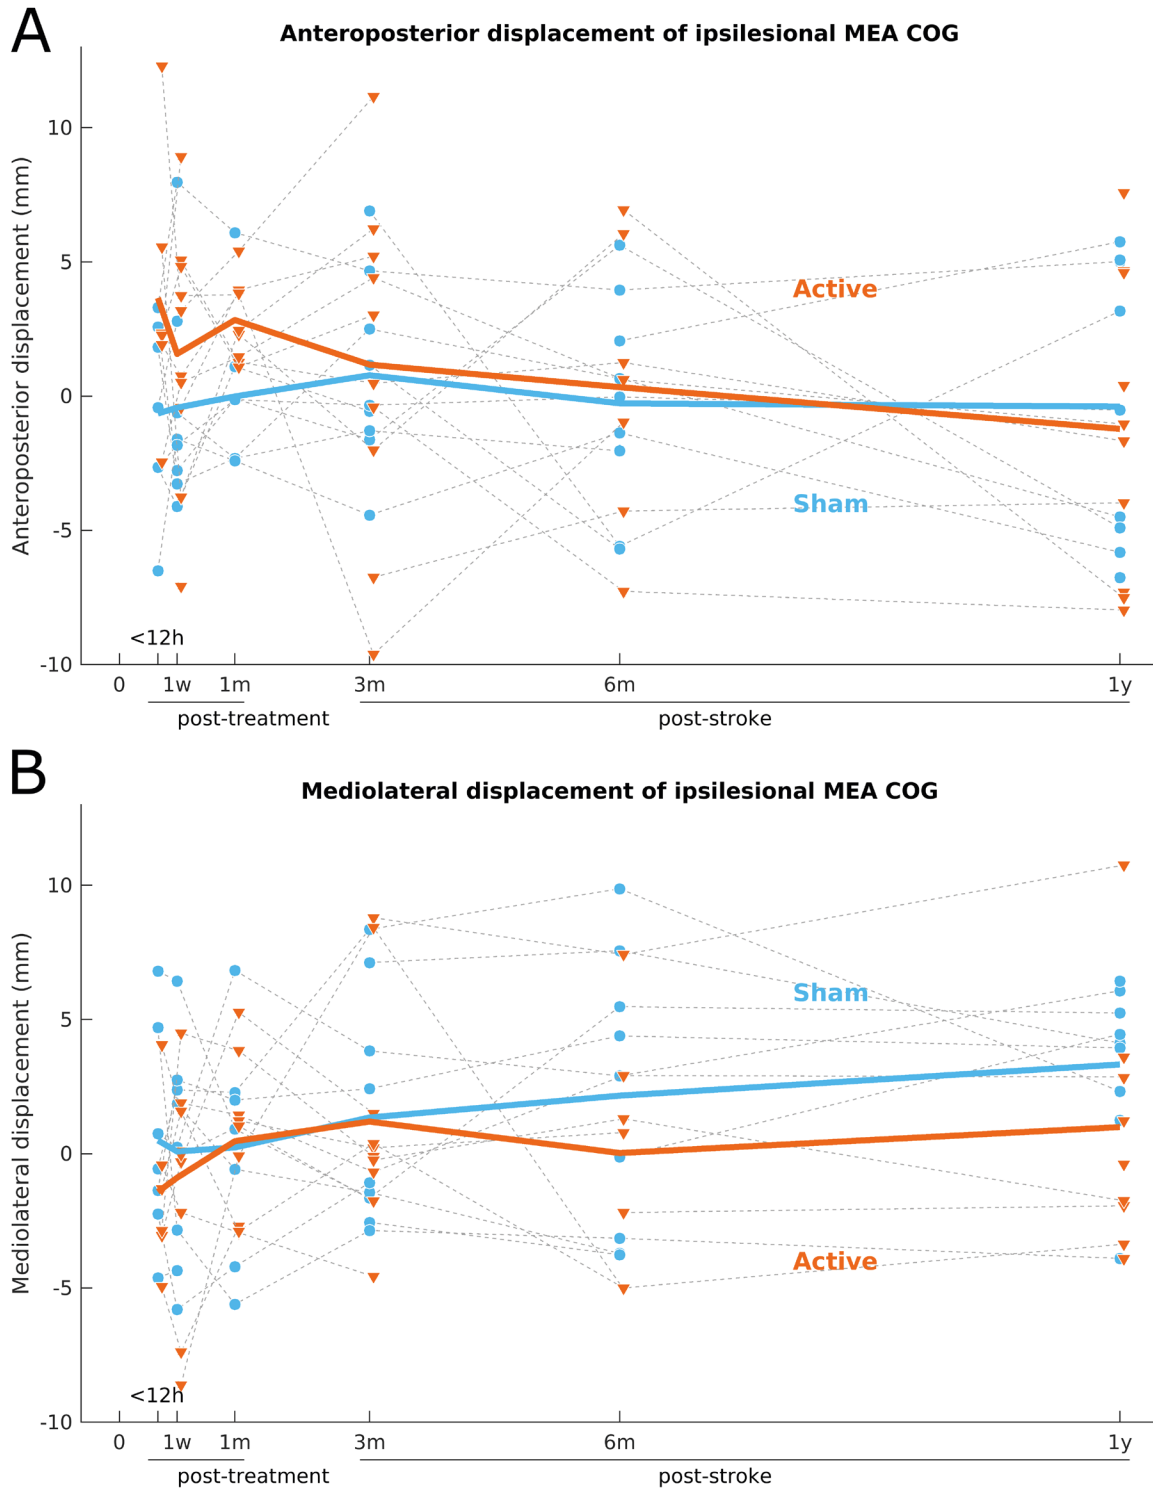 A
Anteroposterior displacement of ipsilesional MEA COG
Anteroposterior displacement (mm)
10
5
0
-5
-10
Active
Sham
<12h
0 1w 1m 3m 6m 1y
post-treatment post-stroke
B
Mediolateral displacement of ipsilesional MEA COG
Mediolateral displacement (mm)
10
5
0
-5
-10
Sham
Active
<12h
0 1w 1m 3m 6m 1y
post-treatment post-stroke